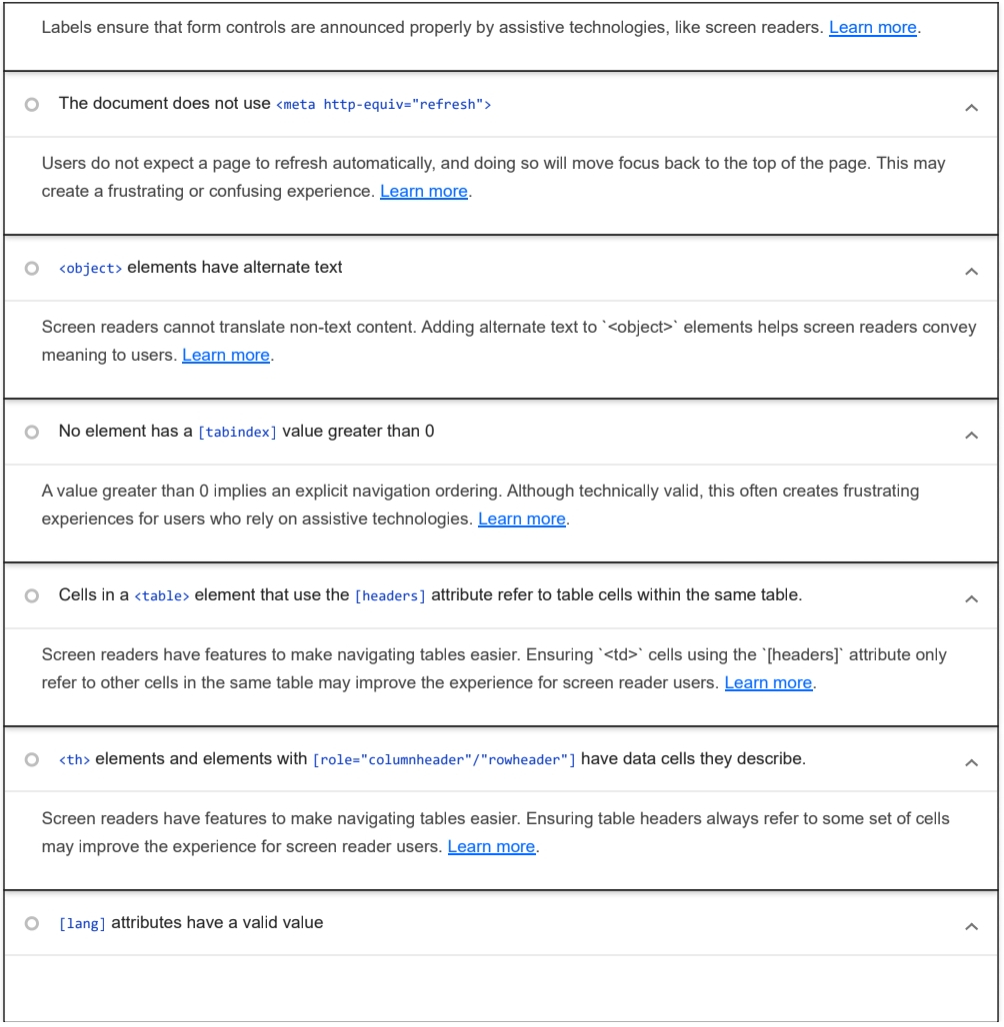 Labels ensure that form controls are announced properly by assistive technologies, like screen readers. Learn more.
The document does not use <meta http-equiv="refresh">
Users do not expect a page to refresh automatically, and doing so will move focus back to the top of the page. This may
create a frustrating or confusing experience. Learn more.
<object> elements have alternate text
Screen readers cannot translate non-text content. Adding alternate text to `<object>` elements helps screen readers convey
meaning to users. Learn more.
No element has a [tabindex] value greater than 0
A value greater than 0 implies an explicit navigation ordering. Although technically valid, this often creates frustrating
experiences for users who rely on assistive technologies. Learn more.
Cells in a <table> element that use the [headers] attribute refer to table cells within the same table.
Screen readers have features to make navigating tables easier. Ensuring `<td>` cells using the `[headers]` attribute only
refer to other cells in the same table may improve the experience for screen reader users. Learn more.
<th> elements and elements with [role="columnheader"/"rowheader"] have data cells they describe.
Screen readers have features to make navigating tables easier. Ensuring table headers always refer to some set of cells
may improve the experience for screen reader users. Learn more.
[lang] attributes have a valid value